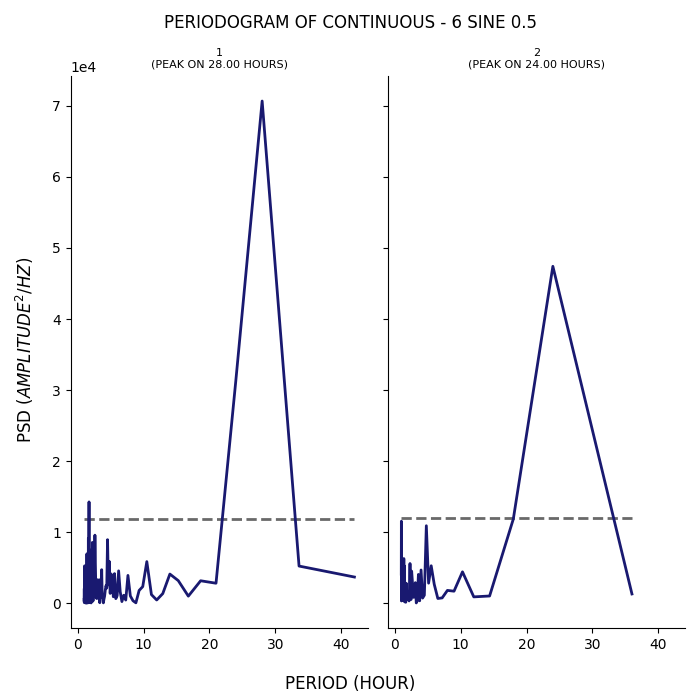 PERIODOGRAM OF CONTINUOUS - 6 SINE 0.5
1
(PEAK ON 28.00 HOURS)
2
(PEAK ON 24.00 HOURS)
1e4
7
6
5
4
3
2
1
0
PSD (AMPLITUDE²/HZ)
0 10 20 30 40
0 10 20 30 40
PERIOD (HOUR)